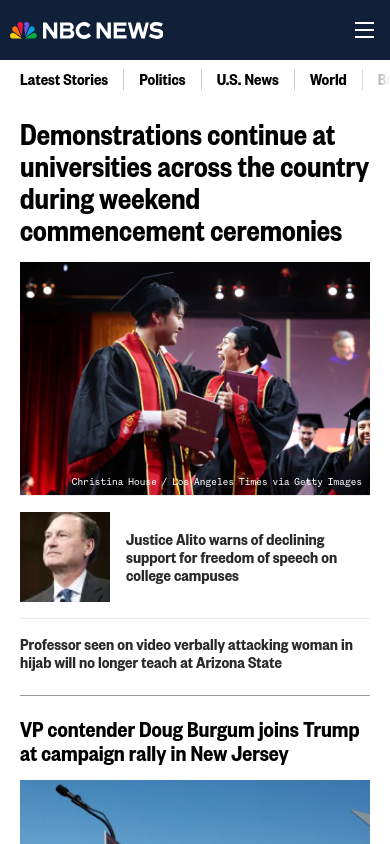 NBC NEWS
Latest Stories
Politics
U.S. News
World
Demonstrations continue at
universities across the country
during weekend
commencement ceremonies
Christina House / Los Angeles Times via Getty Images
Justice Alito warns of declining
support for freedom of speech on
college campuses
Professor seen on video verbally attacking woman in
hijab will no longer teach at Arizona State
VP contender Doug Burgum joins Trump
at campaign rally in New Jersey